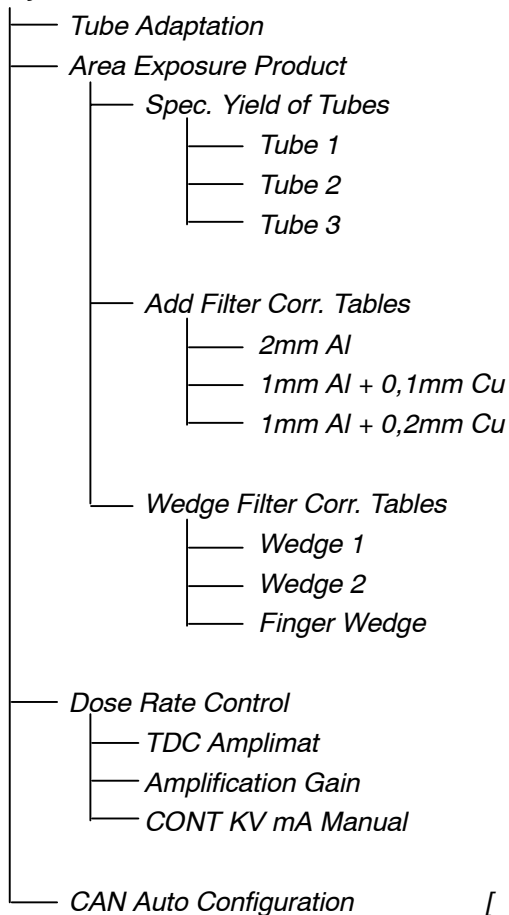 Tube Adaptation
Area Exposure Product
Spec. Yield of Tubes
Tube 1
Tube 2
Tube 3
Add Filter Corr. Tables
2mm Al
1mm Al + 0,1mm Cu
1mm Al + 0,2mm Cu
Wedge Filter Corr. Tables
Wedge 1
Wedge 2
Finger Wedge
Dose Rate Control
TDC Amplimat
Amplification Gain
CONT KV mA Manual
CAN Auto Configuration [